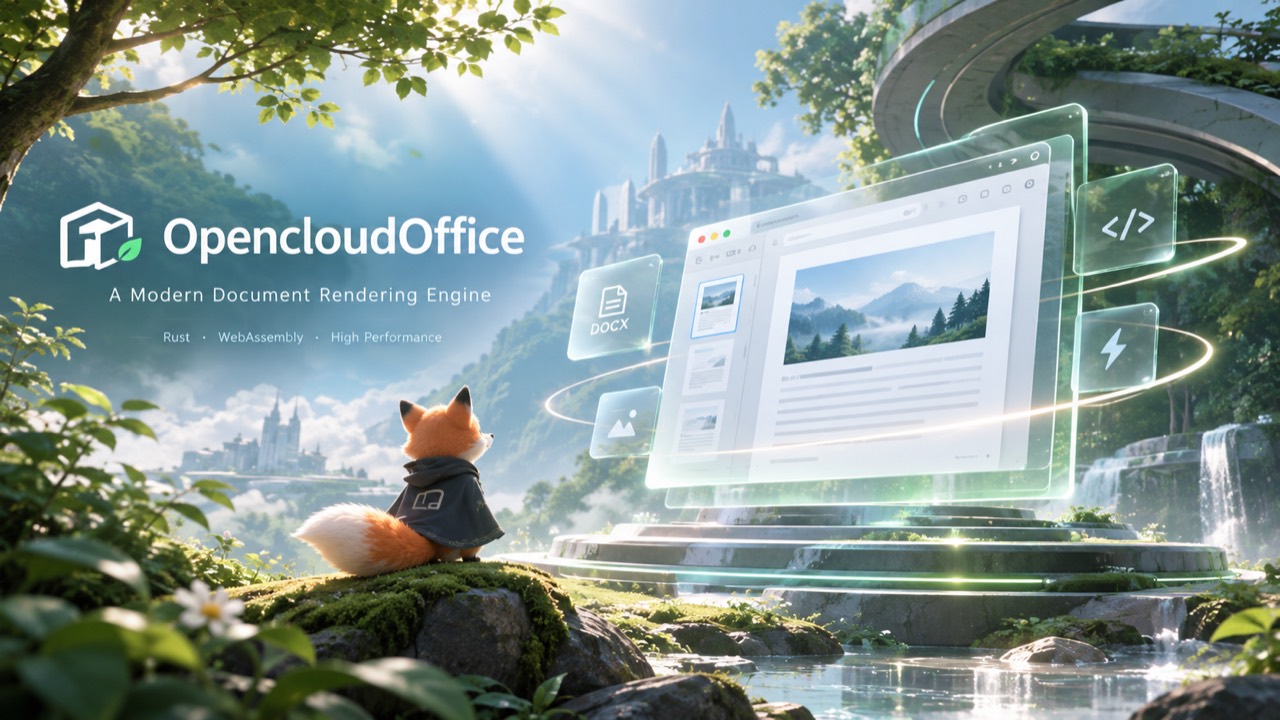 OpencloudOffice
A Modern Document Rendering Engine
Rust · WebAssembly · High Performance
DOCX
</>